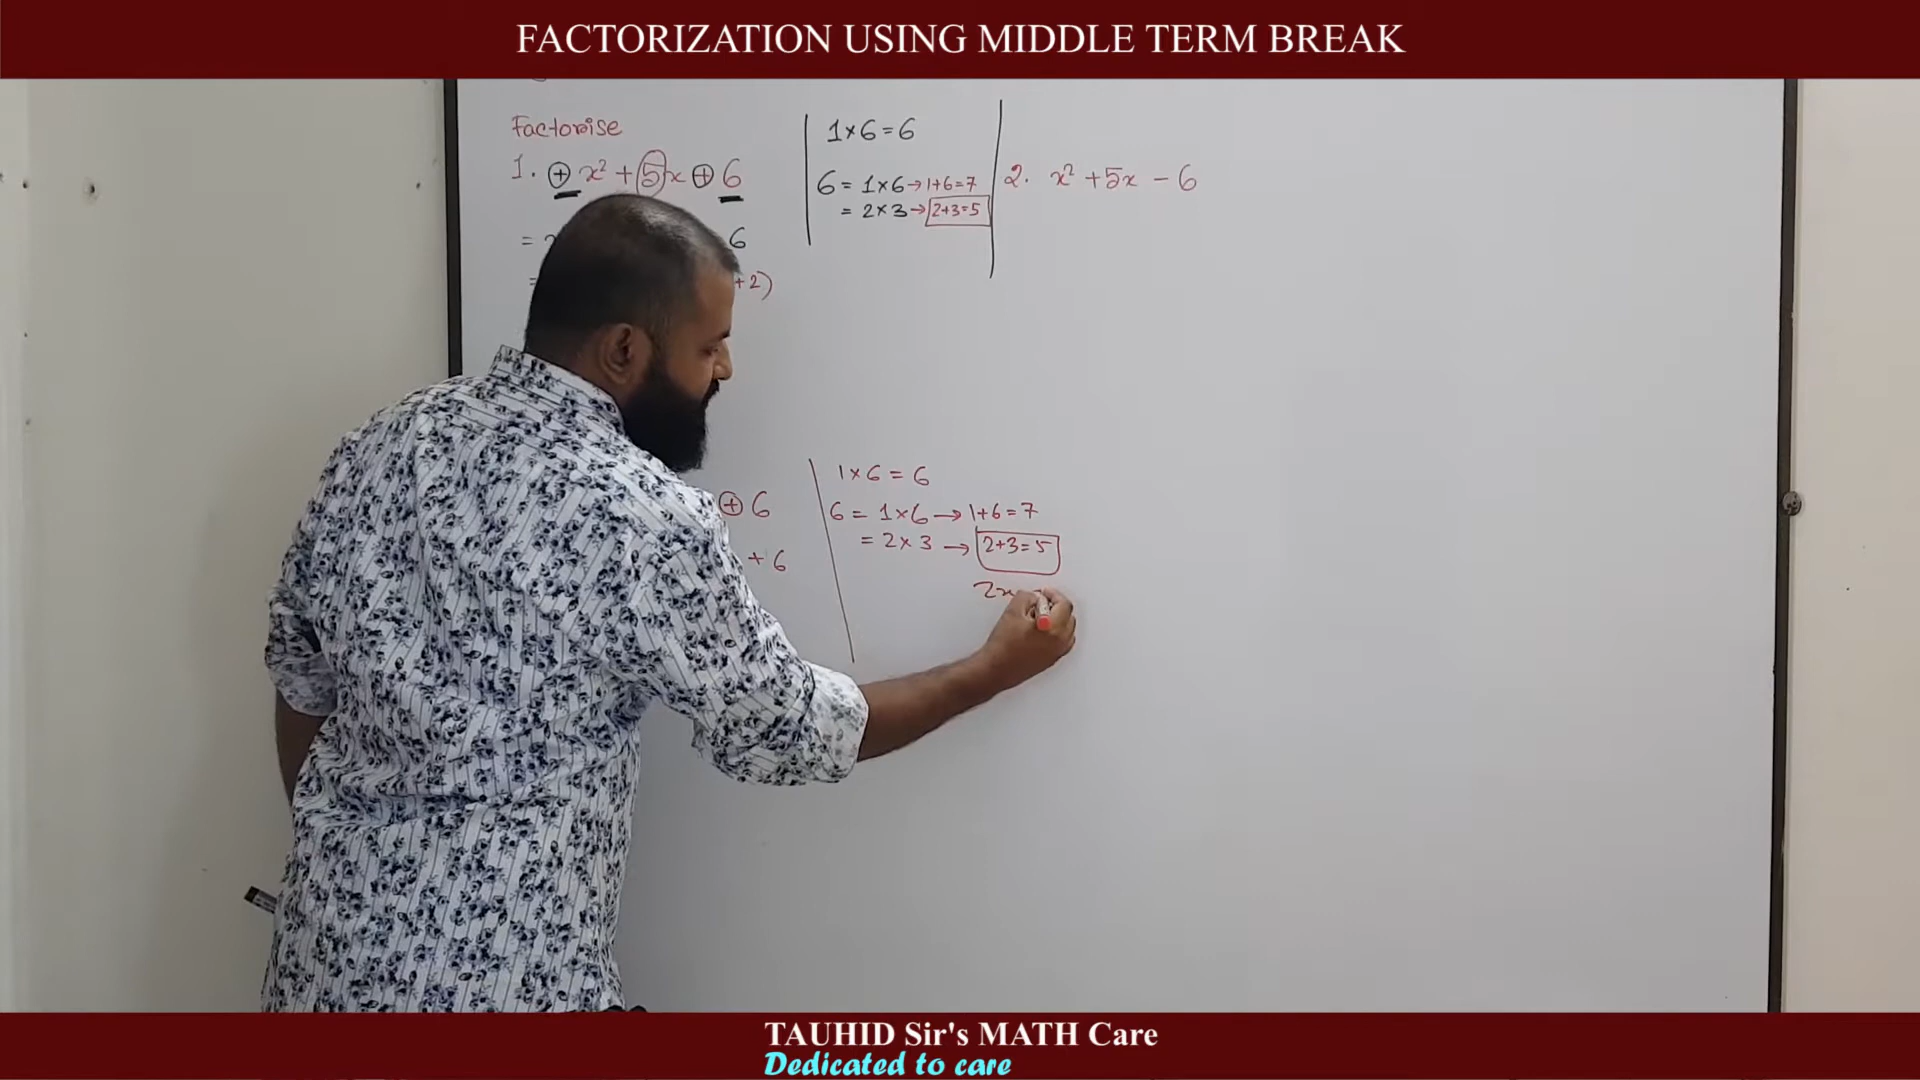 FACTORIZATION USING MIDDLE TERM BREAK
Factorise
1. + x² + 5x + 6
= 6
= +2)
1×6=6
6 = 1×6→1+6=7
= 2×3→2+3=5
2. x² +5x - 6
+ 6
+ 6
1×6 = 6
6 = 1×6 → 1+6=7
= 2×3 → 2+3=5
2x
TAUHID Sir's MATH Care
Dedicated to care